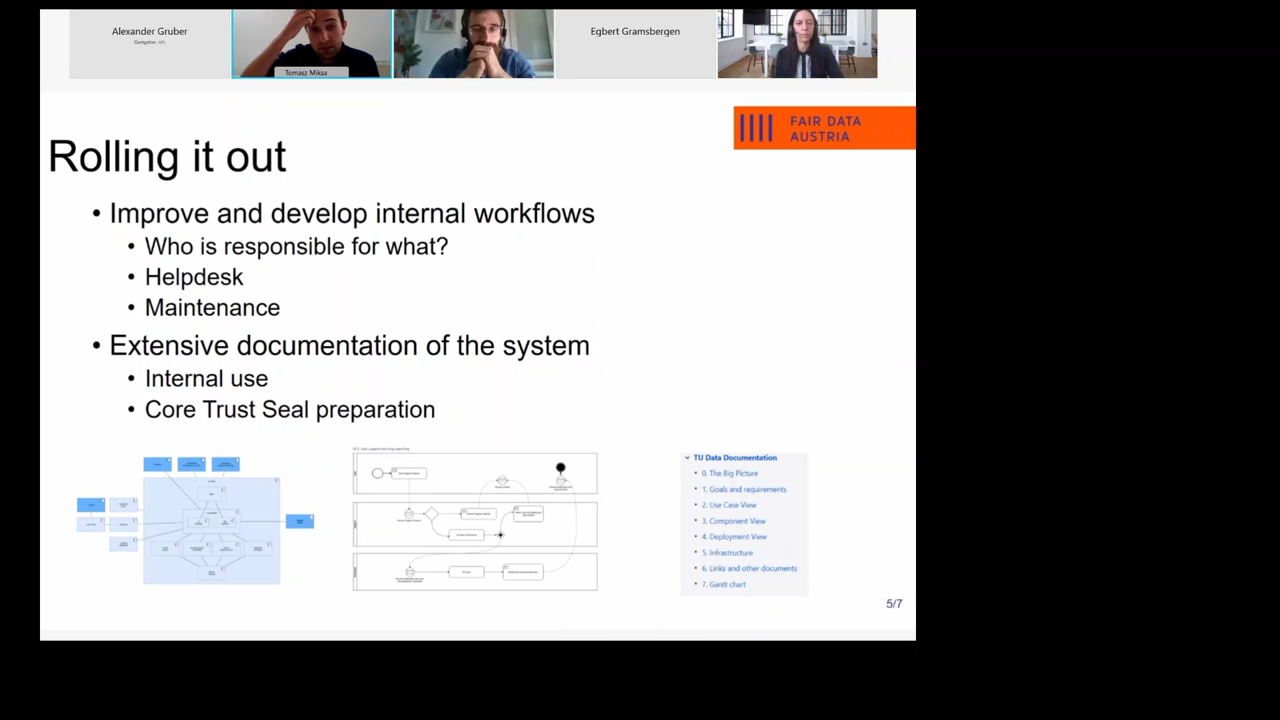 Alexander Gruber
Gastgeber, ich
Tomasz Miksa
Egbert Gramsbergen
FAIR DATA
AUSTRIA
Rolling it out
• Improve and develop internal workflows
• Who is responsible for what?
• Helpdesk
• Maintenance
• Extensive documentation of the system
• Internal use
• Core Trust Seal preparation
TU Data Documentation
• 0. The Big Picture
• 1. Goals and requirements
• 2. Use Case View
• 3. Component View
• 4. Deployment View
• 5. Infrastructure
• 6. Links and other documents
• 7. Gantt chart
5/7